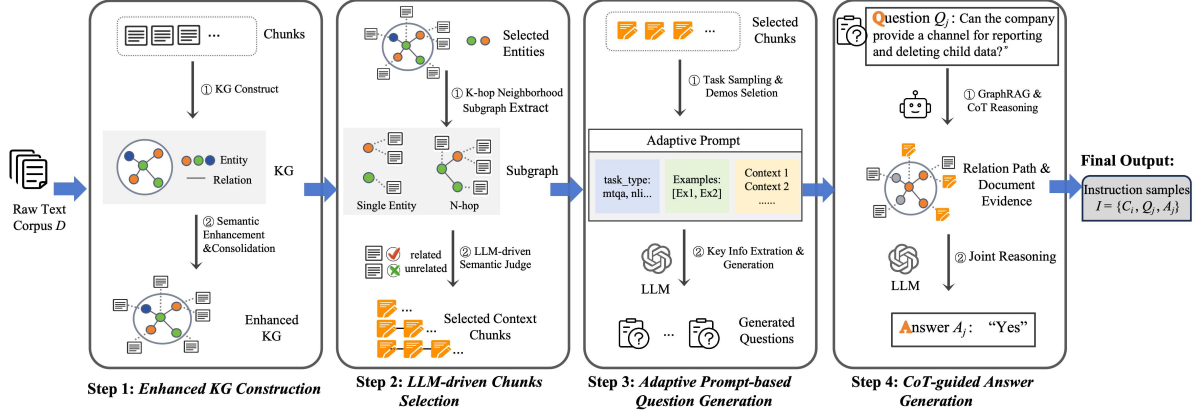 Raw Text
Corpus D
Chunks
...
① KG Construct
Entity
Relation
KG
② Semantic
Enhancement
&Consolidation
Enhanced
KG
Step 1: Enhanced KG Construction
Selected
Entities
① K-hop Neighborhood
Subgraph Extract
Subgraph
Single Entity
N-hop
related
unrelated
② LLM-driven
Semantic Judge
...
...
...
Selected Context
Chunks
Step 2: LLM-driven Chunks
Selection
Selected
Chunks
...
① Task Sampling &
Demos Seletion
Adaptive Prompt
task_type:
mtqa, nli...
Examples:
[Ex1, Ex2]
Context 1
Context 2
......
② Key Info Extration &
Generation
LLM
...
Generated
Questions
Step 3: Adaptive Prompt-based
Question Generation
Question Qj: Can the company
provide a channel for reporting
and deleting child data?”
① GraphRAG &
CoT Reasoning
Relation Path &
Document
Evidence
② Joint Reasoning
LLM
Answer Aj: “Yes”
Step 4: CoT-guided Answer
Generation
Final Output:
Instruction samples
I = {Ci, Qj, Aj}